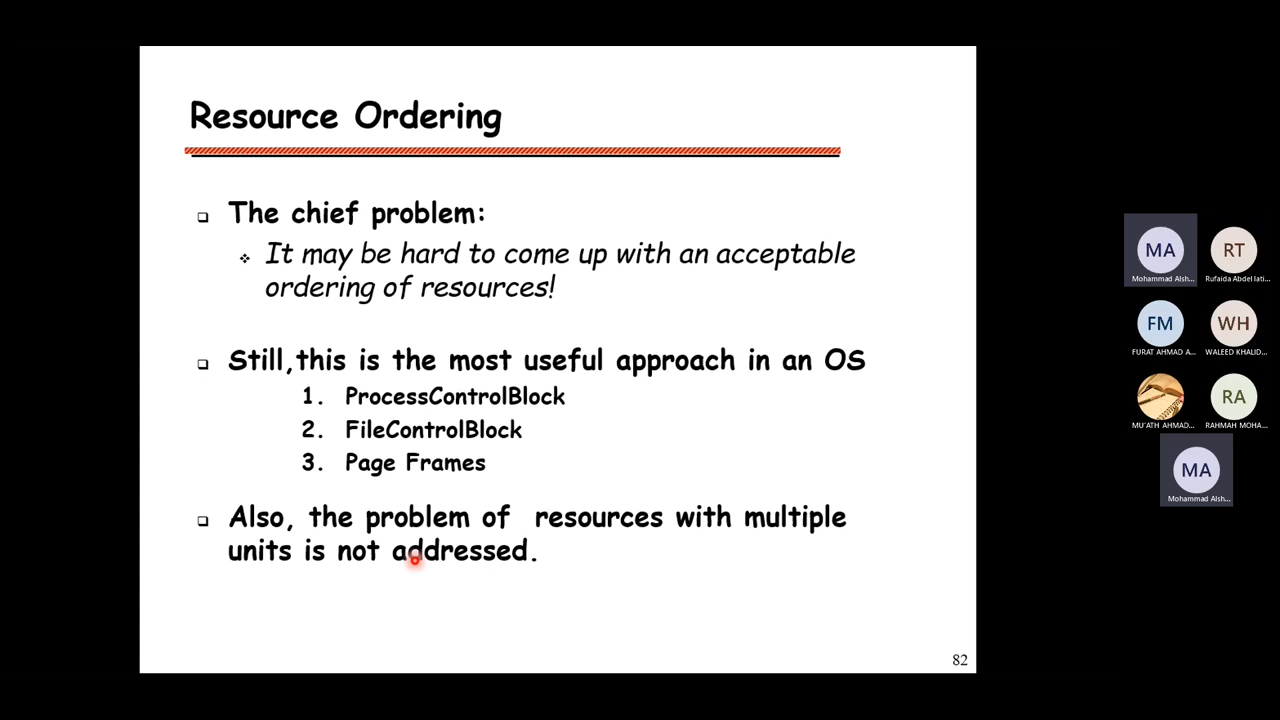 Resource Ordering
The chief problem:
It may be hard to come up with an acceptable
ordering of resources!
Still,this is the most useful approach in an OS
1. ProcessControlBlock
2. FileControlBlock
3. Page Frames
Also, the problem of resources with multiple
units is not addressed.
82
MA
Mohammad Alsh...
RT
Rufaida Abdel lati...
FM
FURAT AHMAD A...
WH
WALEED KHALID...
MU'ATH AHMAD...
RA
RAHMAH MOHA...
MA
Mohammad Alsh...